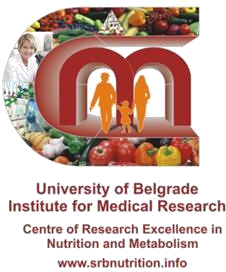 University of Belgrade
Institute for Medical Research
Centre of Research Excellence in
Nutrition and Metabolism
www.srbnutrition.info